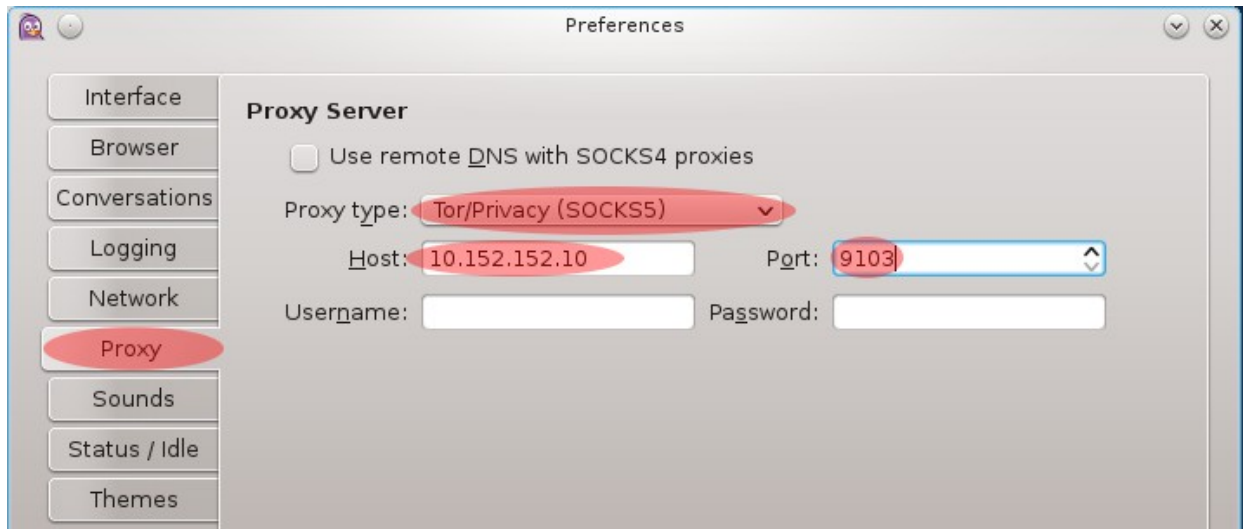 Preferences
Interface
Browser
Conversations
Logging
Network
Proxy
Sounds
Status / Idle
Themes
Proxy Server
Use remote DNS with SOCKS4 proxies
Proxy type: Tor/Privacy (SOCKS5)
Host: 10.152.152.10 Port: 9103
Username: Password: